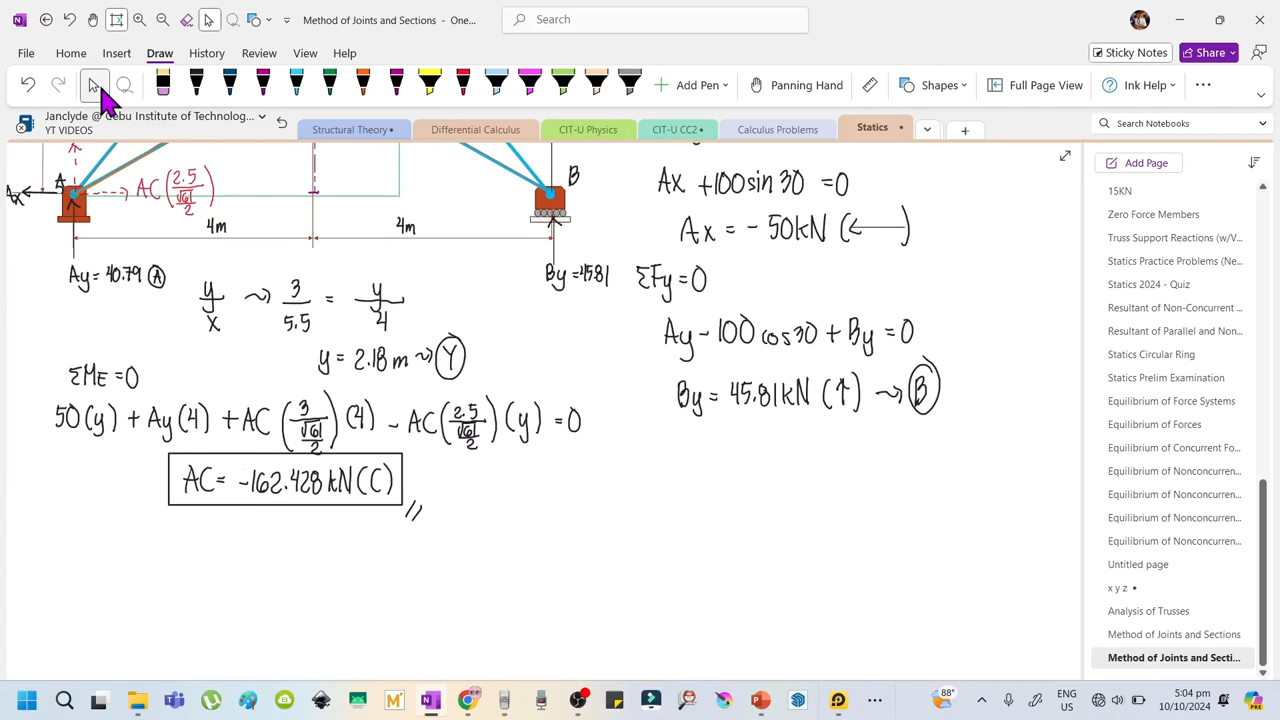 Method of Joints and Sections - One...
Search
File
Home
Insert
Draw
History
Review
View
Help
Sticky Notes
Share
Add Pen
Panning Hand
Shapes
Full Page View
Ink Help
Janclyde @ Cebu Institute of Technolog...
YT VIDEOS
Structural Theory
Differential Calculus
CIT-U Physics
CIT-U CC2
Calculus Problems
Statics
Search Notebooks
Add Page
15KN
Zero Force Members
Truss Support Reactions (w/V...
Statics Practice Problems (Ne...
Statics 2024 - Quiz
Resultant of Non-Concurrent ...
Resultant of Parallel and Non...
Statics Circular Ring
Statics Prelim Examination
Equilibrium of Force Systems
Equilibrium of Forces
Equilibrium of Concurrent Fo...
Equilibrium of Nonconcurren...
Equilibrium of Nonconcurren...
Equilibrium of Nonconcurren...
Equilibrium of Nonconcurren...
Untitled page
x y z
Analysis of Trusses
Method of Joints and Sections
Method of Joints and Secti...
Ax
A
AC (2.5/(√61/2))
B
4m
4m
Ay = 40.79 (A)
By = 45.81
y/x ⤳ 3/5.5 = y/4
y = 2.18 m ⤳ (Y)
ΣME = 0
50(y) + Ay(4) + AC (3/(√61/2)) (4) - AC (2.5/(√61/2)) (y) = 0
AC = -162.428 kN (C)
//
Ax + 100 sin 30 = 0
Ax = - 50kN (←)
ΣFy = 0
Ay - 100 cos 30 + By = 0
By = 45.81kN (↑) ⤳ (B)
88°
ENG
US
5:04 pm
10/10/2024